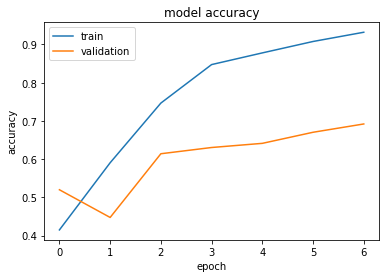 model accuracy
train
validation
accuracy
0.9
0.8
0.7
0.6
0.5
0.4
0 1 2 3 4 5 6
epoch